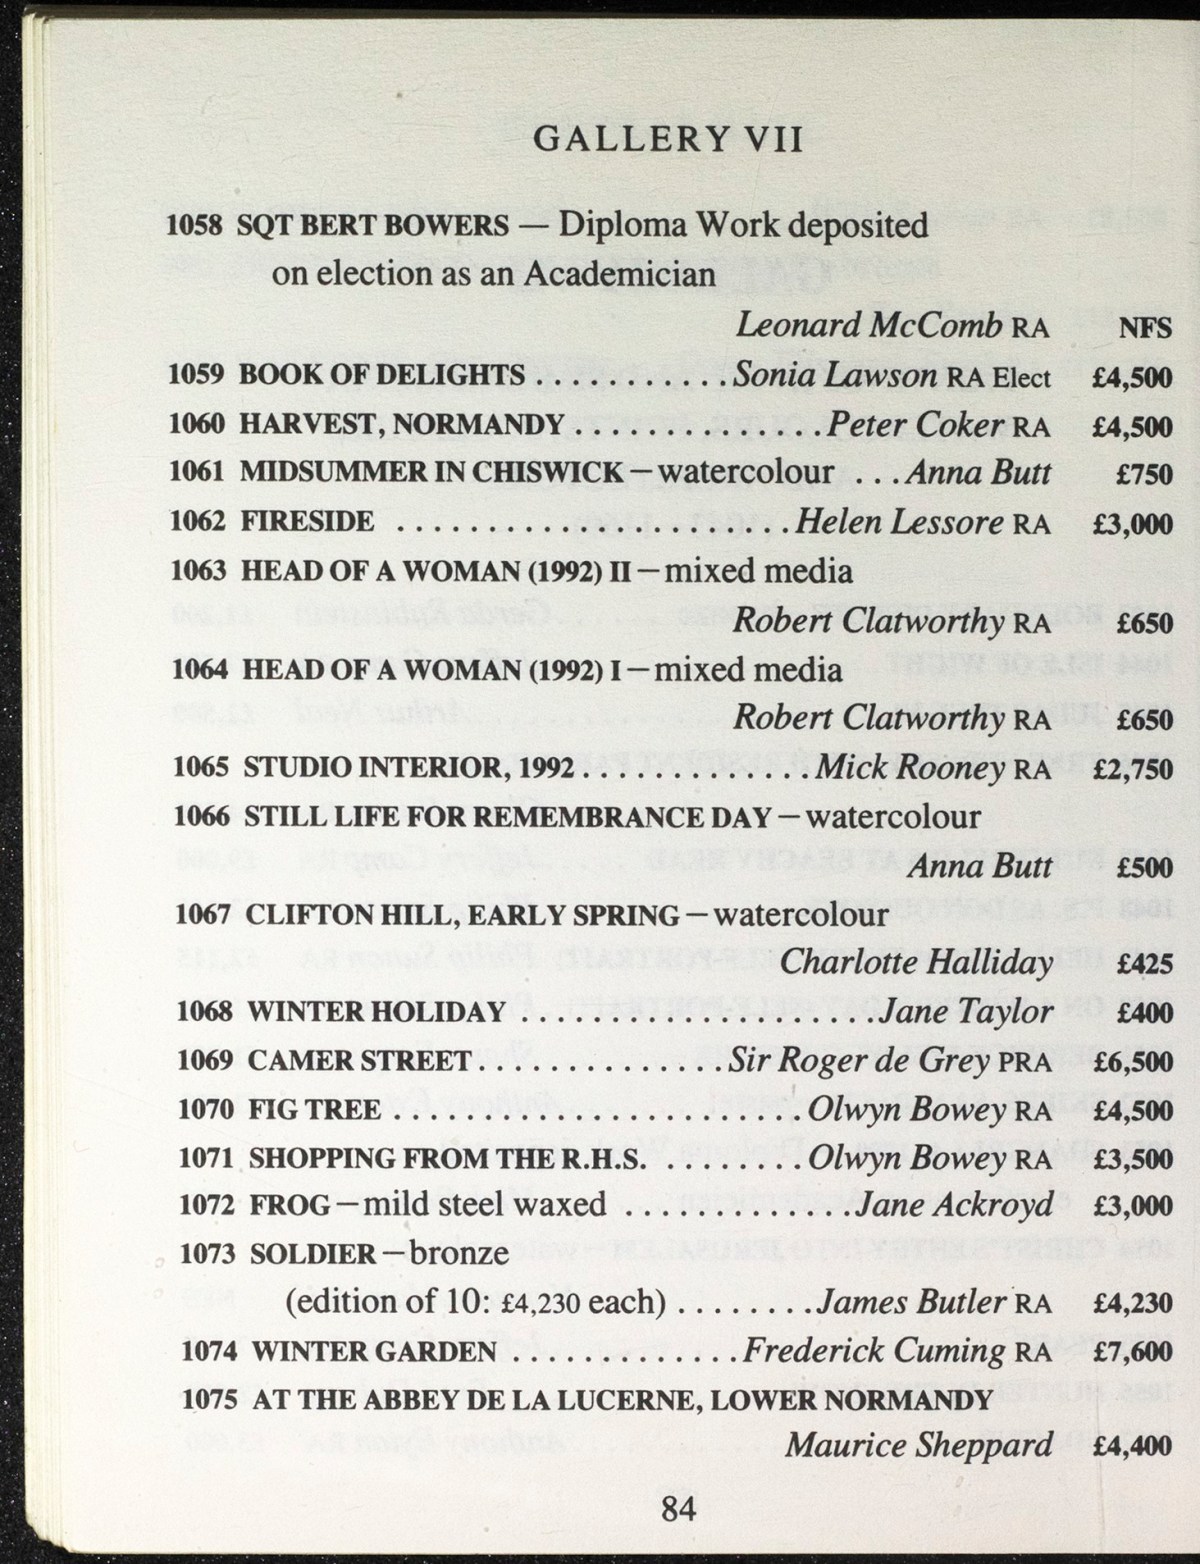 GALLERY VII
1058 SQT BERT BOWERS — Diploma Work deposited
on election as an Academician
Leonard McComb RA NFS
1059 BOOK OF DELIGHTS . . . . . . . . . . . Sonia Lawson RA Elect £4,500
1060 HARVEST, NORMANDY . . . . . . . . . . . . . . Peter Coker RA £4,500
1061 MIDSUMMER IN CHISWICK — watercolour . . . Anna Butt £750
1062 FIRESIDE . . . . . . . . . . . . . . . . . . . . . . Helen Lessore RA £3,000
1063 HEAD OF A WOMAN (1992) II — mixed media
Robert Clatworthy RA £650
1064 HEAD OF A WOMAN (1992) I — mixed media
Robert Clatworthy RA £650
1065 STUDIO INTERIOR, 1992 . . . . . . . . . . . . . Mick Rooney RA £2,750
1066 STILL LIFE FOR REMEMBRANCE DAY — watercolour
Anna Butt £500
1067 CLIFTON HILL, EARLY SPRING — watercolour
Charlotte Halliday £425
1068 WINTER HOLIDAY . . . . . . . . . . . . . . . . . . . . Jane Taylor £400
1069 CAMER STREET . . . . . . . . . . . . . . Sir Roger de Grey PRA £6,500
1070 FIG TREE . . . . . . . . . . . . . . . . . . . . . . . Olwyn Bowey RA £4,500
1071 SHOPPING FROM THE R.H.S. . . . . . . . . Olwyn Bowey RA £3,500
1072 FROG — mild steel waxed . . . . . . . . . . . . . Jane Ackroyd £3,000
1073 SOLDIER — bronze
(edition of 10: £4,230 each) . . . . . . . . James Butler RA £4,230
1074 WINTER GARDEN . . . . . . . . . . . . . Frederick Cuming RA £7,600
1075 AT THE ABBEY DE LA LUCERNE, LOWER NORMANDY
Maurice Sheppard £4,400
84